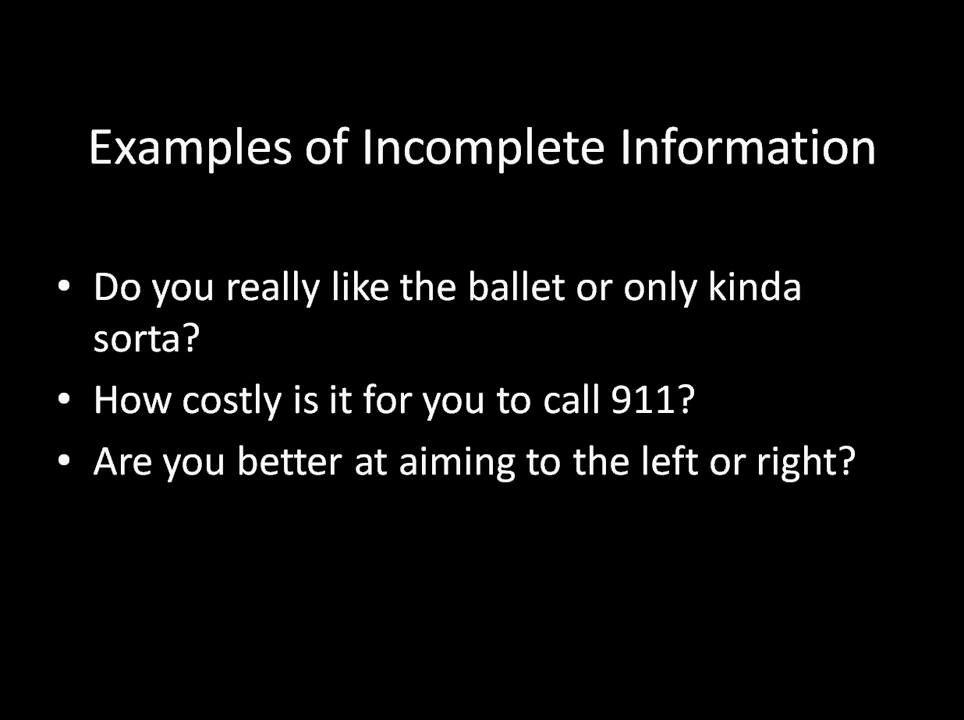 Examples of Incomplete Information
• Do you really like the ballet or only kinda
sorta?
• How costly is it for you to call 911?
• Are you better at aiming to the left or right?